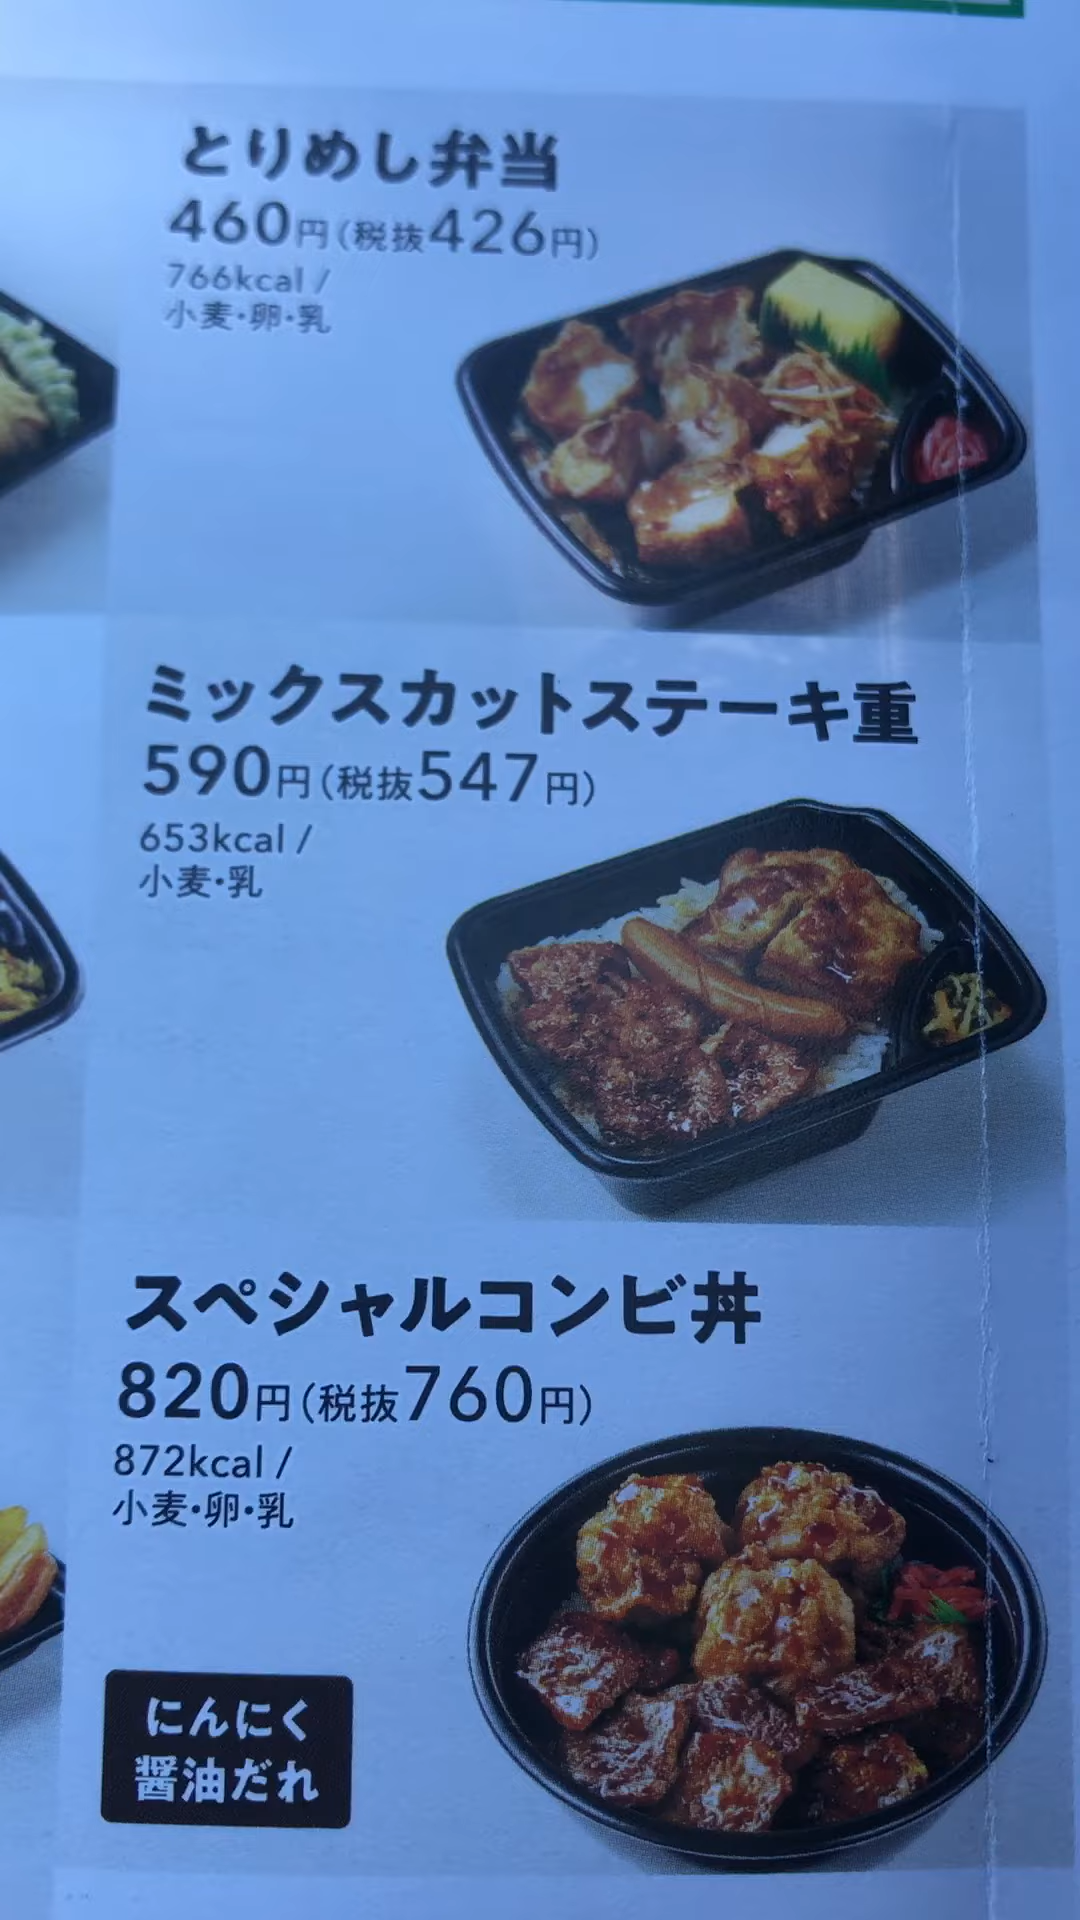 とりめし弁当
460円(税抜426円)
766kcal /
小麦・卵・乳
ミックスカットステーキ重
590円(税抜547円)
653kcal /
小麦・乳
スペシャルコンビ丼
820円(税抜760円)
872kcal /
小麦・卵・乳
にんにく
醤油だれ